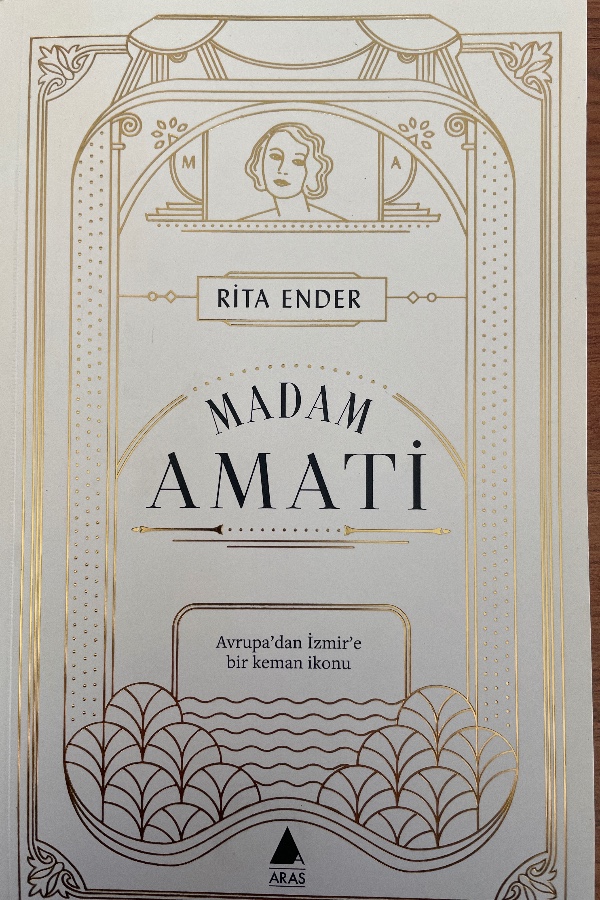 M
A
RİTA ENDER
MADAM
AMATİ
Avrupa'dan İzmir'e
bir keman ikonu
A
ARAS